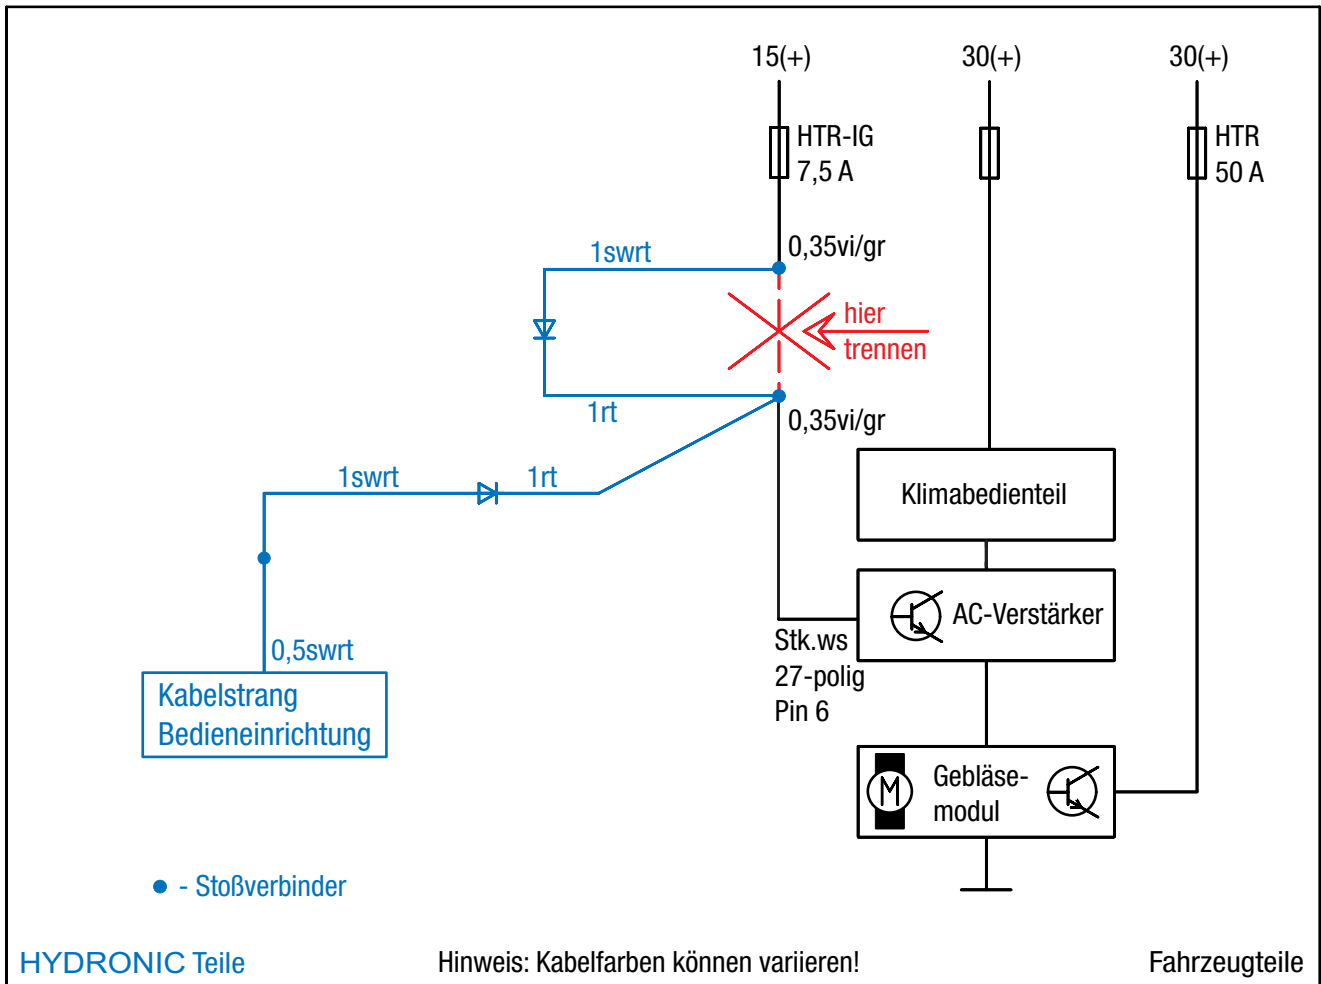 15(+)
30(+)
30(+)
HTR-IG
7,5 A
HTR
50 A
0,35vi/gr
1swrt
hier
trennen
1rt
0,35vi/gr
1swrt
1rt
Klimabedienteil
AC-Verstärker
0,5swrt
Stk.ws
27-polig
Pin 6
Kabelstrang
Bedieneinrichtung
M
Gebläse-
modul
- Stoßverbinder
HYDRONIC Teile
Hinweis: Kabelfarben können variieren!
Fahrzeugteile